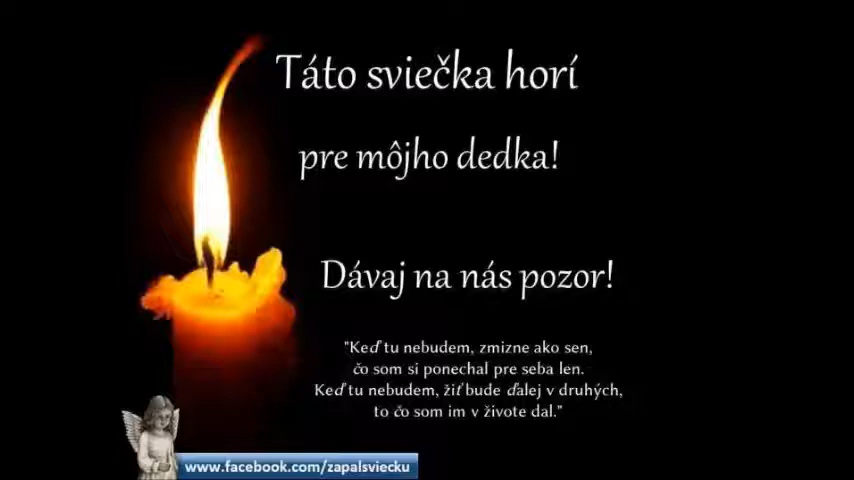 Táto sviečka horí
pre môjho dedka!
Dávaj na nás pozor!
"Keď tu nebudem, zmizne ako sen,
čo som si ponechal pre seba len.
Keď tu nebudem, žiť bude ďalej v druhých,
to čo som im v živote dal."
www.facebook.com/zapalsviecku